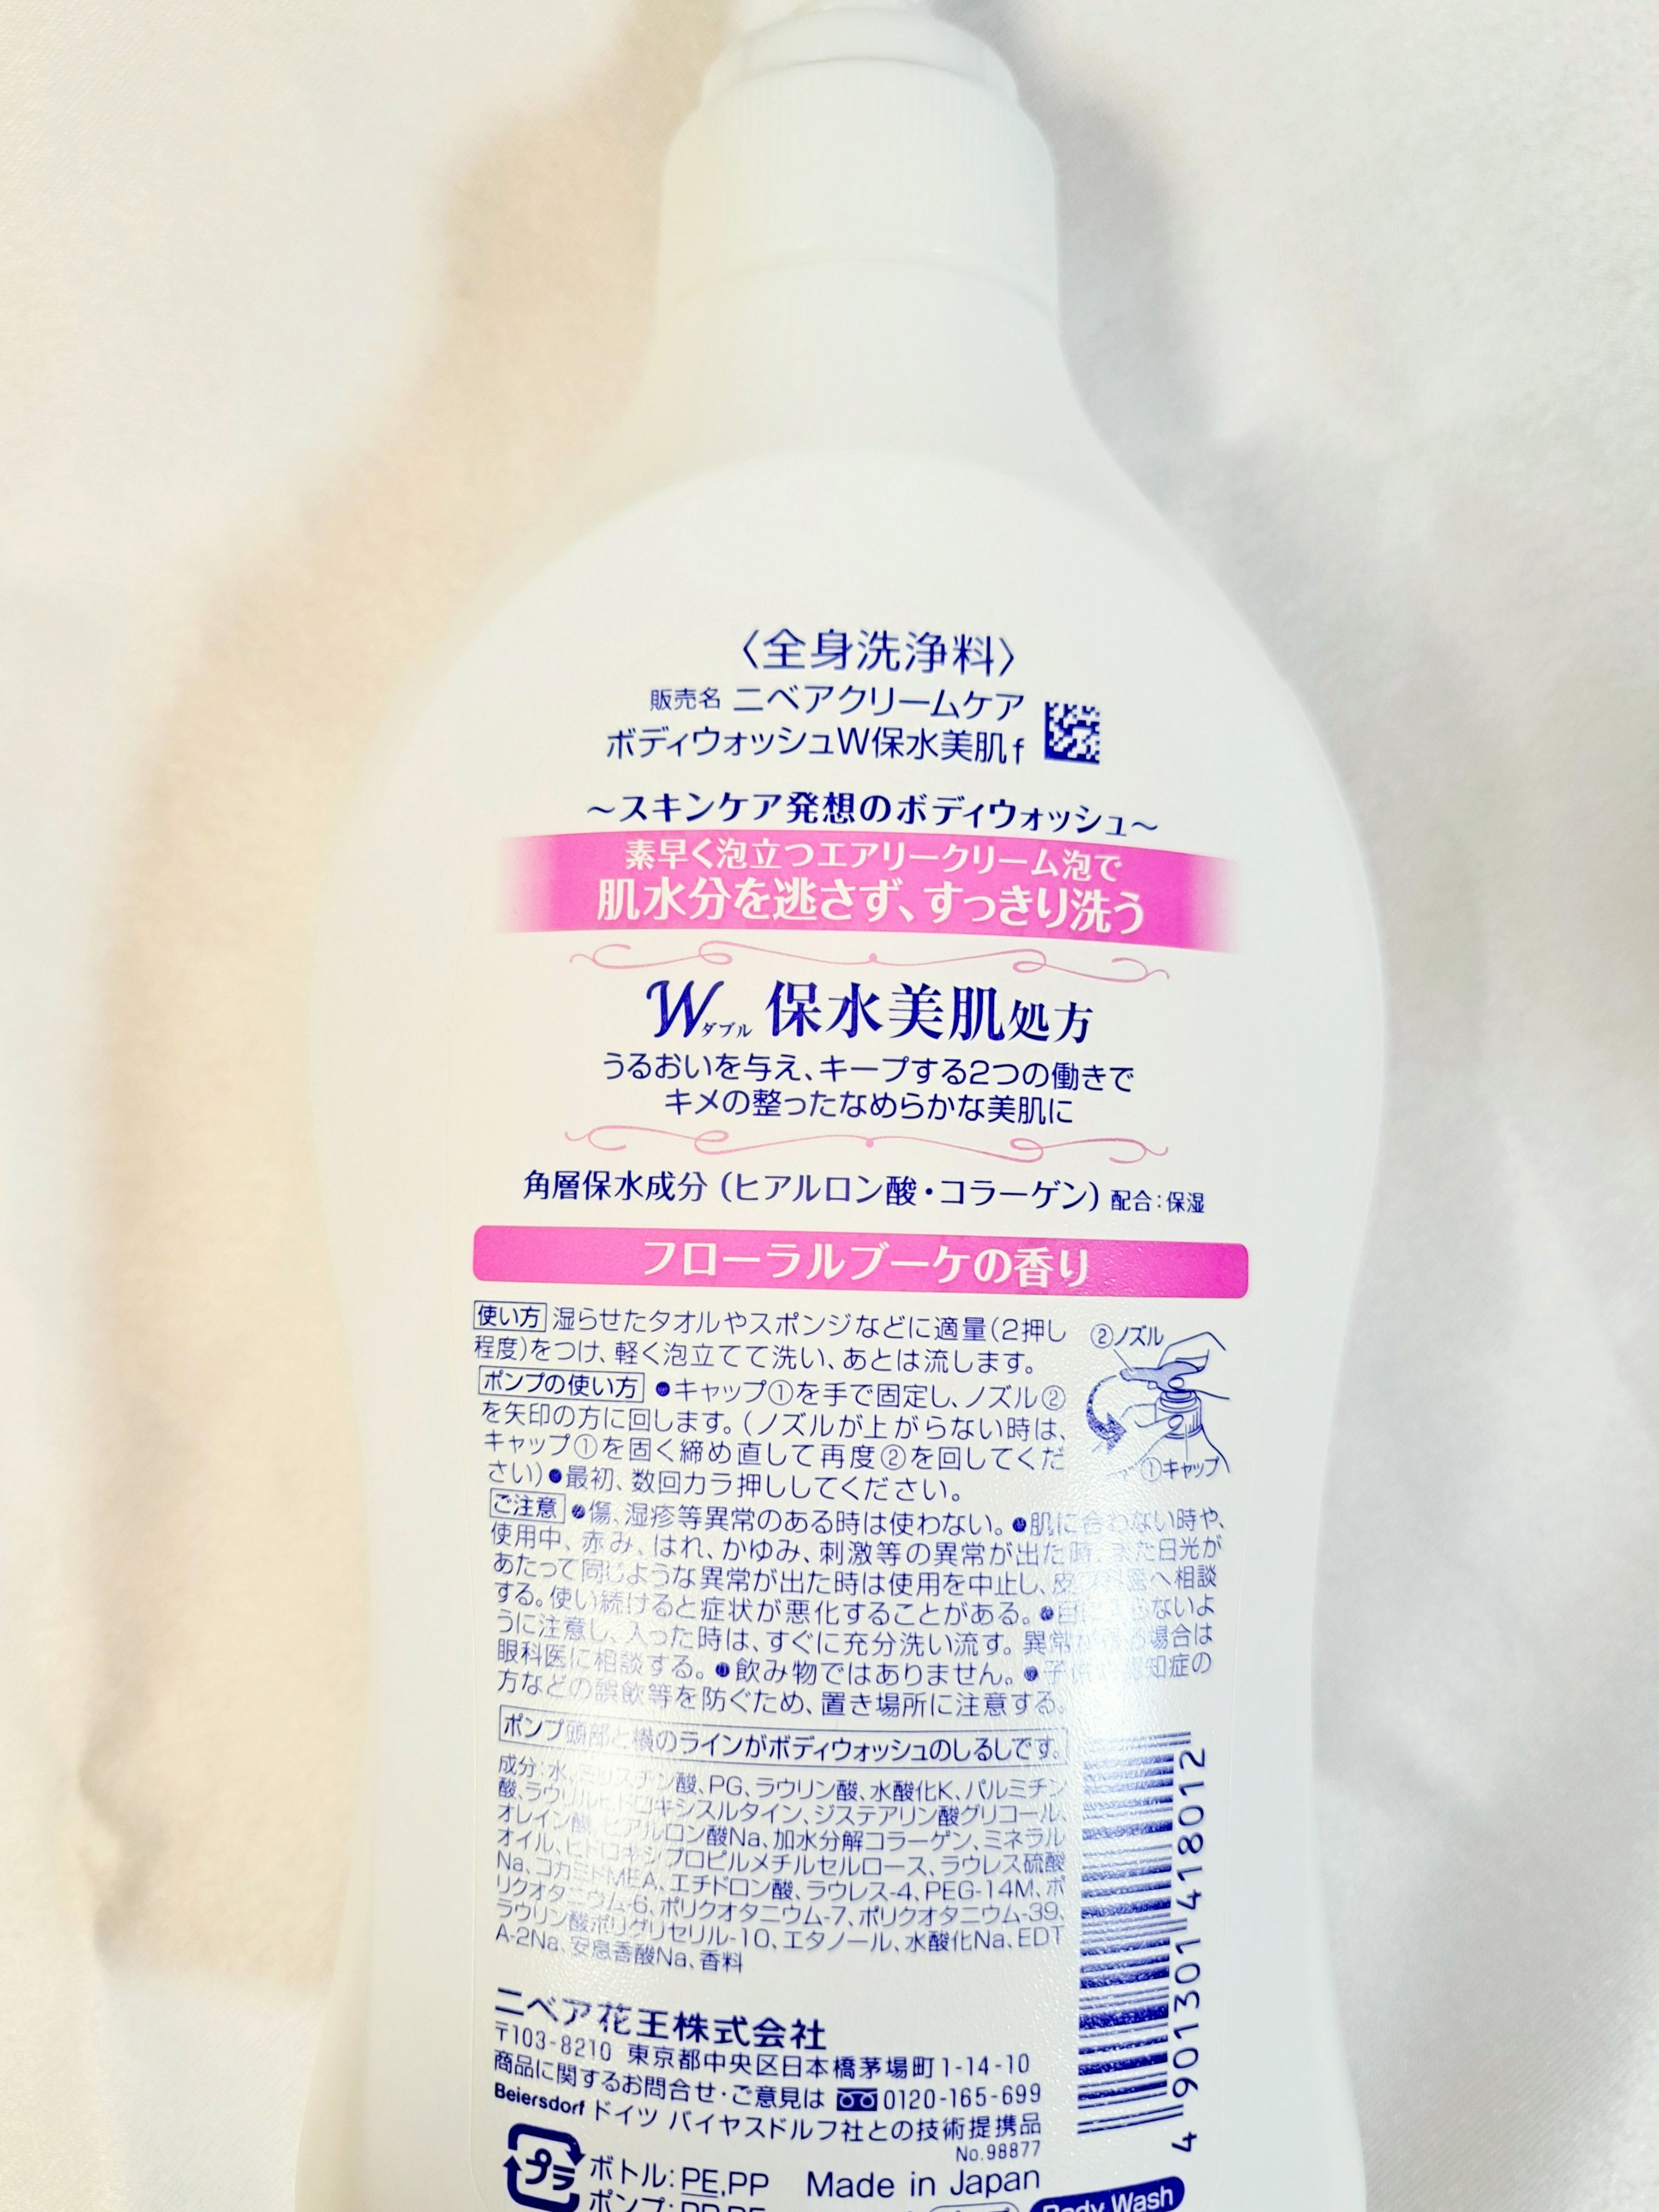 〈全身洗浄料〉
販売名 ニベアクリームケア
ボディウォッシュW保水美肌f
～スキンケア発想のボディウォッシュ～
素早く泡立つエアリークリーム泡で
肌水分を逃さず、すっきり洗う
Wダブル 保水美肌処方
うるおいを与え、キープする2つの働きで
キメの整ったなめらかな美肌に
角層保水成分（ヒアルロン酸・コラーゲン）配合：保湿
フローラルブーケの香り
使い方 湿らせたタオルやスポンジなどに適量（2押し
程度）をつけ、軽く泡立てて洗い、あとは流します。
ポンプの使い方 ●キャップ①を手で固定し、ノズル②
を矢印の方に回します。（ノズルが上がらない時は、
キャップ①を固く締め直して再度②を回してくだ
さい）●最初、数回カラ押ししてください。
②ノズル
①キャップ
ご注意 ●傷、湿疹等異常のある時は使わない。●肌に合わない時や、
使用中、赤み、はれ、かゆみ、刺激等の異常が出た時、また日光が
あたって同じような異常が出た時は使用を中止し、皮フ科医へ相談
する。使い続けると症状が悪化することがある。●目に入らないよ
うに注意し、入った時は、すぐに充分洗い流す。異常が残る場合は
眼科医に相談する。●飲み物ではありません。●子供や認知症の
方などの誤飲等を防ぐため、置き場所に注意する。
ポンプ頭部と横のラインがボディウォッシュのしるしです。
成分：水、ミリスチン酸、PG、ラウリン酸、水酸化K、パルミチン
酸、ラウリルヒドロキシスルタイン、ジステアリン酸グリコール、
オレイン酸、ヒアルロン酸Na、加水分解コラーゲン、ミネラル
オイル、ヒドロキシプロピルメチルセルロース、ラウレス硫酸
Na、コカミドMEA、エチドロン酸、ラウレス-4、PEG-14M、ポ
リクオタニウム-6、ポリクオタニウム-7、ポリクオタニウム-39、
ラウリン酸ポリグリセリル-10、エタノール、水酸化Na、EDT
A-2Na、安息香酸Na、香料
4 901301 418012
ニベア花王株式会社
〒103-8210 東京都中央区日本橋茅場町1-14-10
商品に関するお問合せ・ご意見は 0120-165-699
Beiersdorf ドイツ バイヤスドルフ社との技術提携品
No.98877
プラ ボトル：PE,PP Made in Japan
ポンプ：
Body Wash